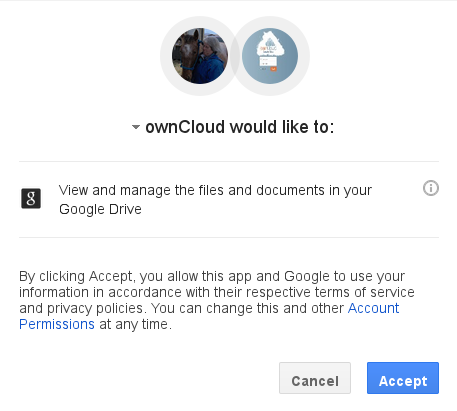 ownCloud would like to:
View and manage the files and documents in your
Google Drive
By clicking Accept, you allow this app and Google to use your
information in accordance with their respective terms of service
and privacy policies. You can change this and other Account
Permissions at any time.
Cancel
Accept